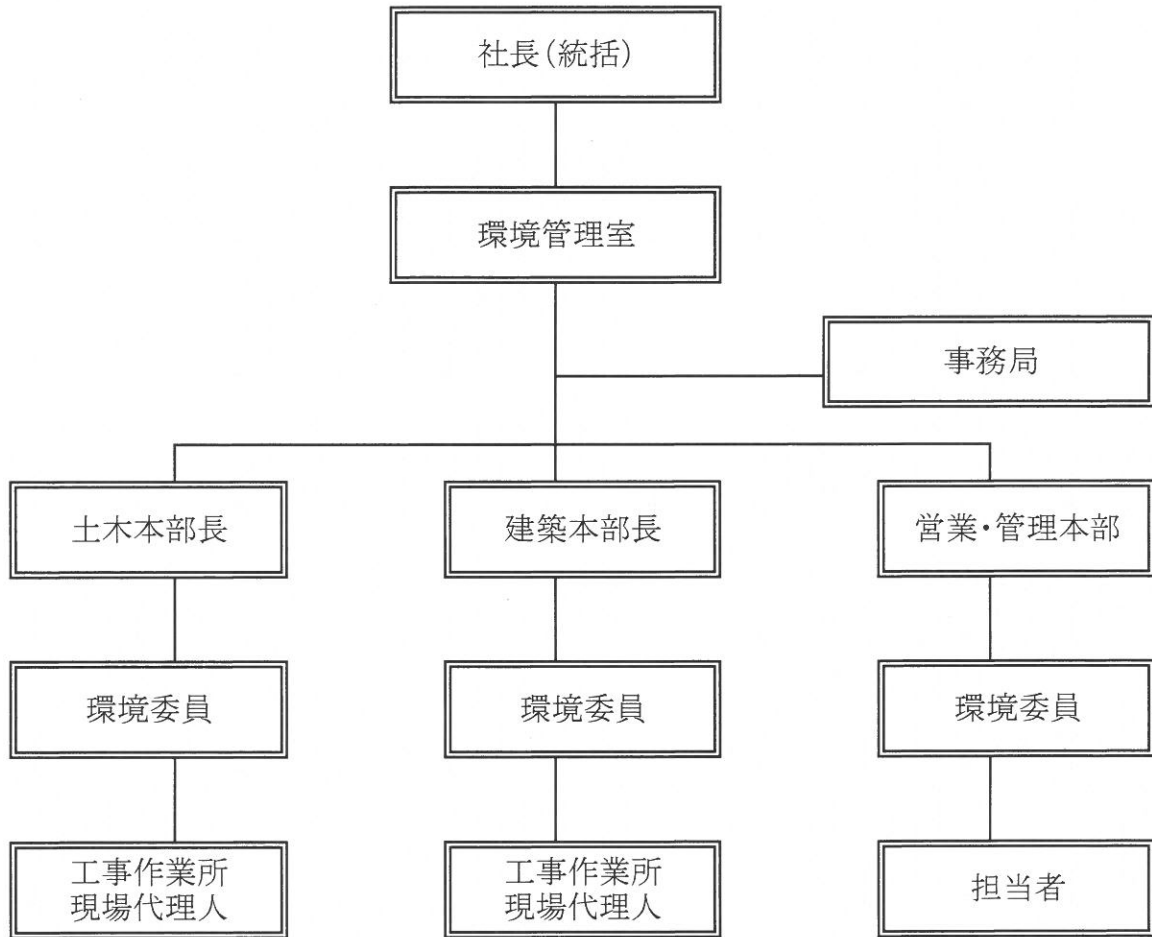 社長（統括）
環境管理室
事務局
土木本部長
建築本部長
営業・管理本部
環境委員
環境委員
環境委員
工事作業所
現場代理人
工事作業所
現場代理人
担当者